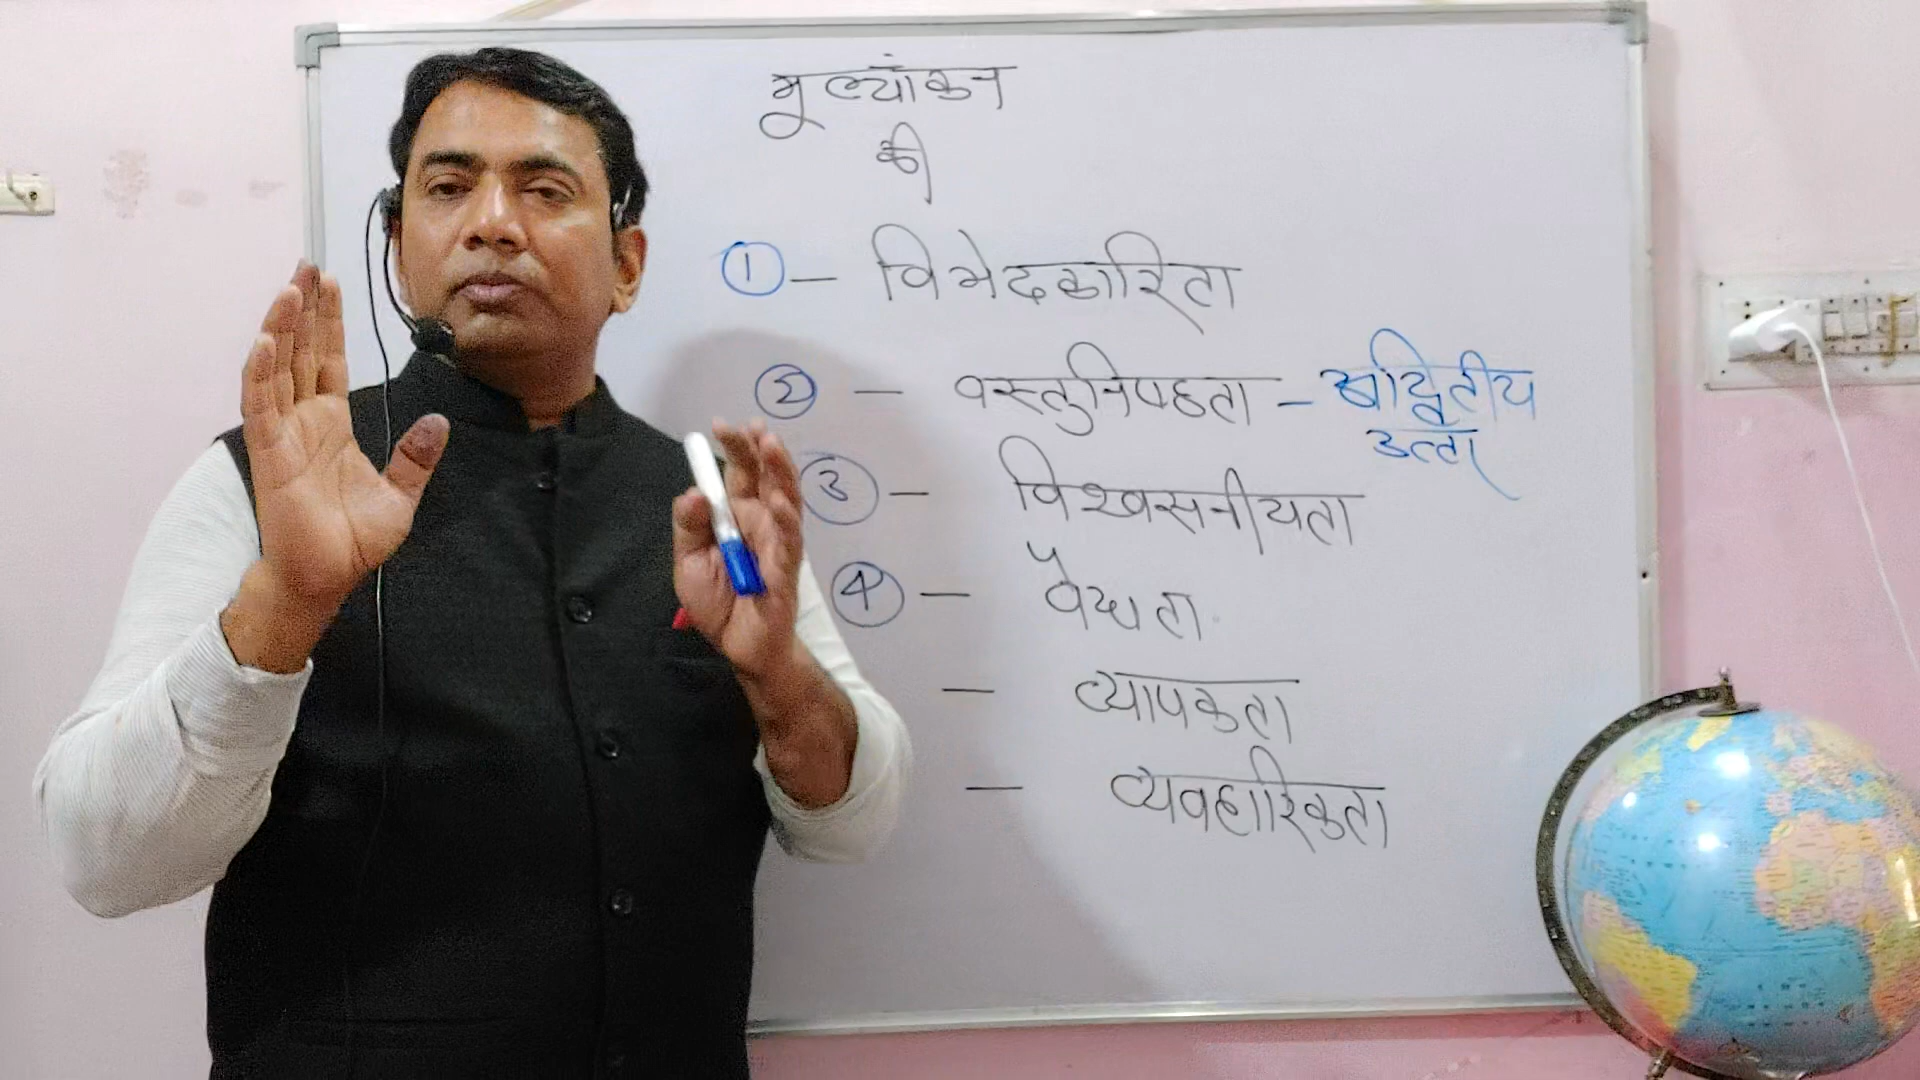 मूल्यांकन
की
① – विभेदकारिता
② – वस्तुनिष्ठता – अद्वितीय
उत्तर
③ – विश्वसनीयता
④ – वैधता
– व्यापकता
– व्यवहारिकता